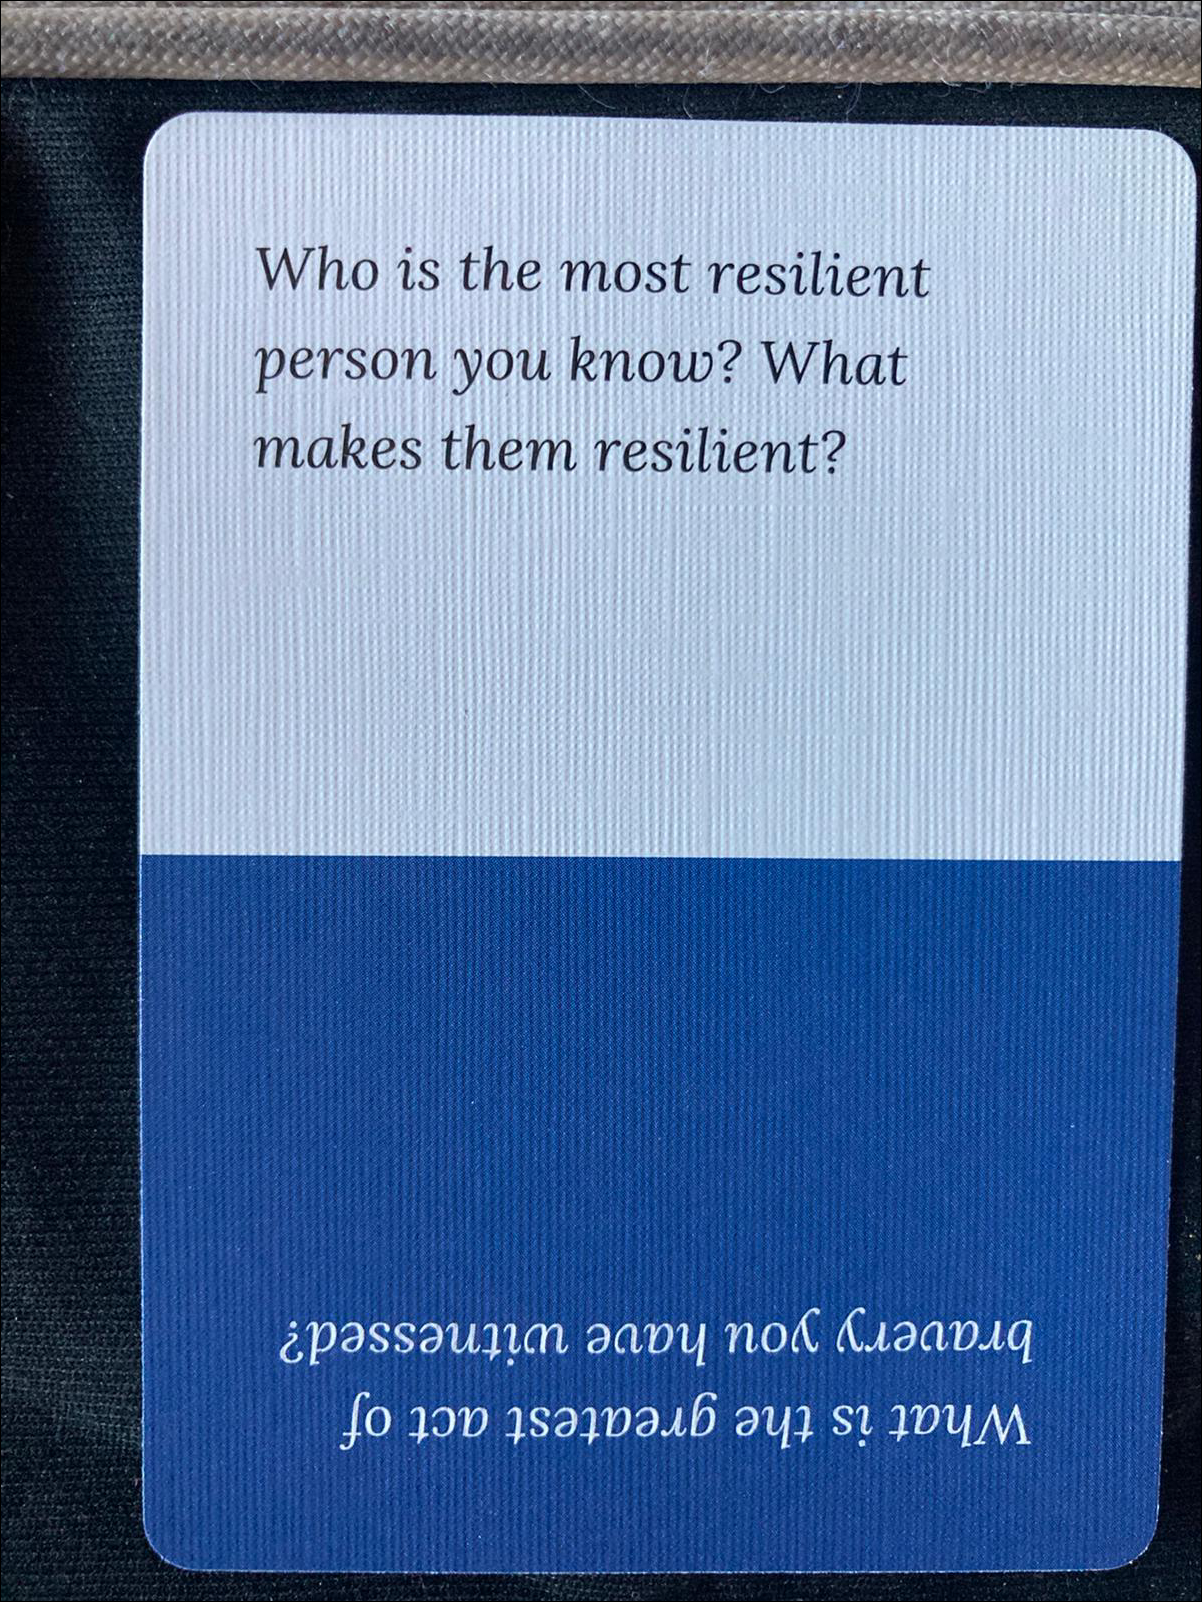 Who is the most resilient
person you know? What
makes them resilient?
What is the greatest act of
bravery you have witnessed?